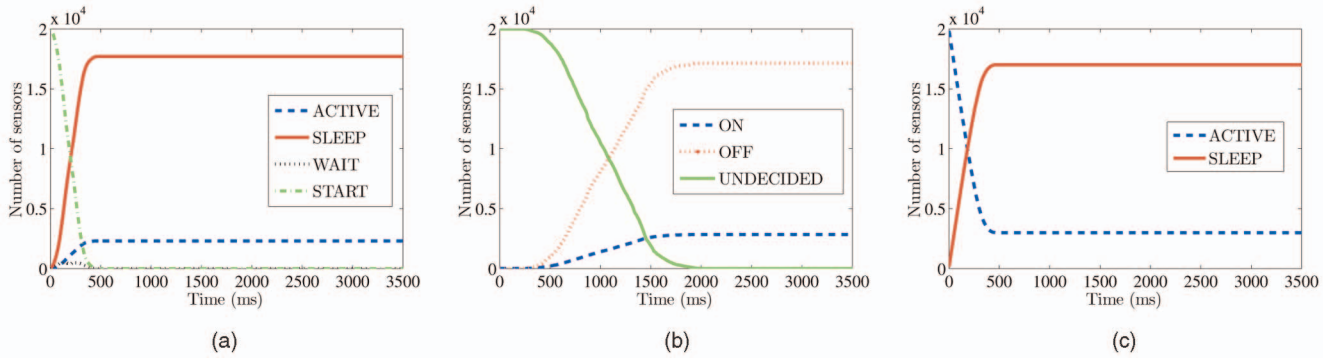 x 10^4
2
1.5
1
0.5
0
Number of sensors
ACTIVE
SLEEP
WAIT
START
0 500 1000 1500 2000 2500 3000 3500
Time (ms)
(a)
x 10^4
2
1.5
1
0.5
0
Number of sensors
ON
OFF
UNDECIDED
0 500 1000 1500 2000 2500 3000 3500
Time (ms)
(b)
x 10^4
2
1.5
1
0.5
0
Number of sensors
ACTIVE
SLEEP
0 500 1000 1500 2000 2500 3000 3500
Time (ms)
(c)